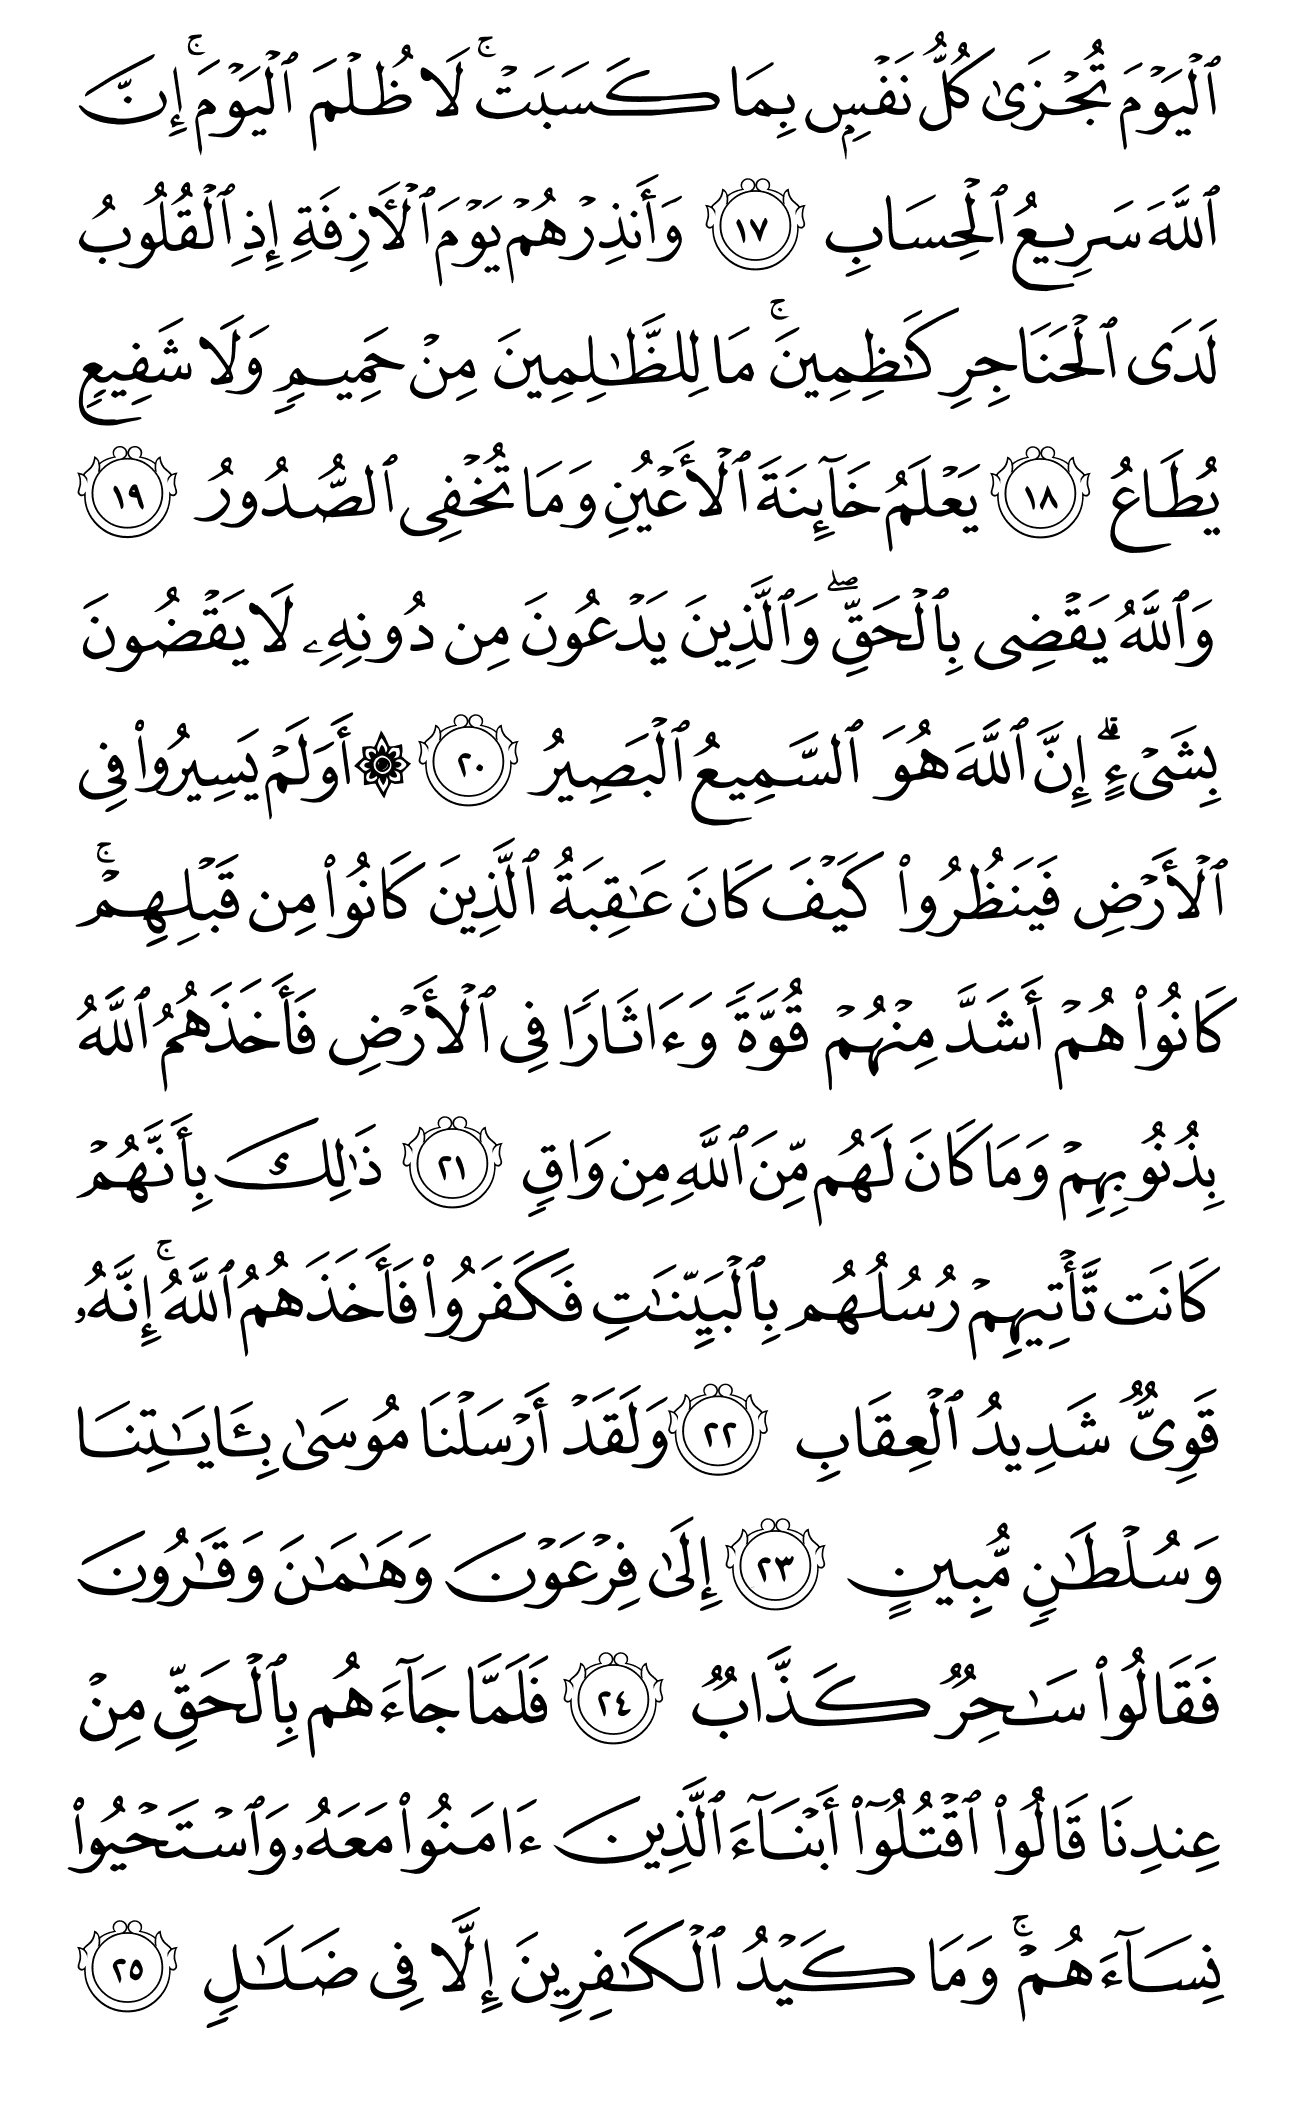 ٱلۡيَوۡمَ تُجۡزَىٰ كُلُّ نَفۡسِۭ بِمَا كَسَبَتۡۚ لَا ظُلۡمَ ٱلۡيَوۡمَۚ إِنَّ
ٱللَّهَ سَرِيعُ ٱلۡحِسَابِ ١٧ وَأَنذِرۡهُمۡ يَوۡمَ ٱلۡأٓزِفَةِ إِذِ ٱلۡقُلُوبُ
لَدَى ٱلۡحَنَاجِرِ كَٰظِمِينَۚ مَا لِلظَّٰلِمِينَ مِنۡ حَمِيمٖ وَلَا شَفِيعٖ
يُطَاعُ ١٨ يَعۡلَمُ خَآئِنَةَ ٱلۡأَعۡيُنِ وَمَا تُخۡفِي ٱلصُّدُورُ ١٩
وَٱللَّهُ يَقۡضِي بِٱلۡحَقِّۖ وَٱلَّذِينَ يَدۡعُونَ مِن دُونِهِۦ لَا يَقۡضُونَ
بِشَيۡءٍۗ إِنَّ ٱللَّهَ هُوَ ٱلسَّمِيعُ ٱلۡبَصِيرُ ٢٠ ۞ أَوَلَمۡ يَسِيرُواْ فِي
ٱلۡأَرۡضِ فَيَنظُرُواْ كَيۡفَ كَانَ عَٰقِبَةُ ٱلَّذِينَ كَانُواْ مِن قَبۡلِهِمۡۚ
كَانُواْ هُمۡ أَشَدَّ مِنۡهُمۡ قُوَّةٗ وَءَاثَارٗا فِي ٱلۡأَرۡضِ فَأَخَذَهُمُ ٱللَّهُ
بِذُنُوبِهِمۡ وَمَا كَانَ لَهُم مِّنَ ٱللَّهِ مِن وَاقٖ ٢١ ذَٰلِكَ بِأَنَّهُمۡ
كَانَت تَّأۡتِيهِمۡ رُسُلُهُم بِٱلۡبَيِّنَٰتِ فَكَفَرُواْ فَأَخَذَهُمُ ٱللَّهُۚ إِنَّهُۥ
قَوِيّٞ شَدِيدُ ٱلۡعِقَابِ ٢٢ وَلَقَدۡ أَرۡسَلۡنَا مُوسَىٰ بِـَٔايَٰتِنَا
وَسُلۡطَٰنٖ مُّبِينٍ ٢٣ إِلَىٰ فِرۡعَوۡنَ وَهَٰمَٰنَ وَقَٰرُونَ
فَقَالُواْ سَٰحِرٞ كَذَّابٞ ٢٤ فَلَمَّا جَآءَهُم بِٱلۡحَقِّ مِنۡ
عِندِنَا قَالُواْ ٱقۡتُلُوٓاْ أَبۡنَآءَ ٱلَّذِينَ ءَامَنُواْ مَعَهُۥ وَٱسۡتَحۡيُواْ
نِسَآءَهُمۡۚ وَمَا كَيۡدُ ٱلۡكَٰفِرِينَ إِلَّا فِي ضَلَٰلٖ ٢٥